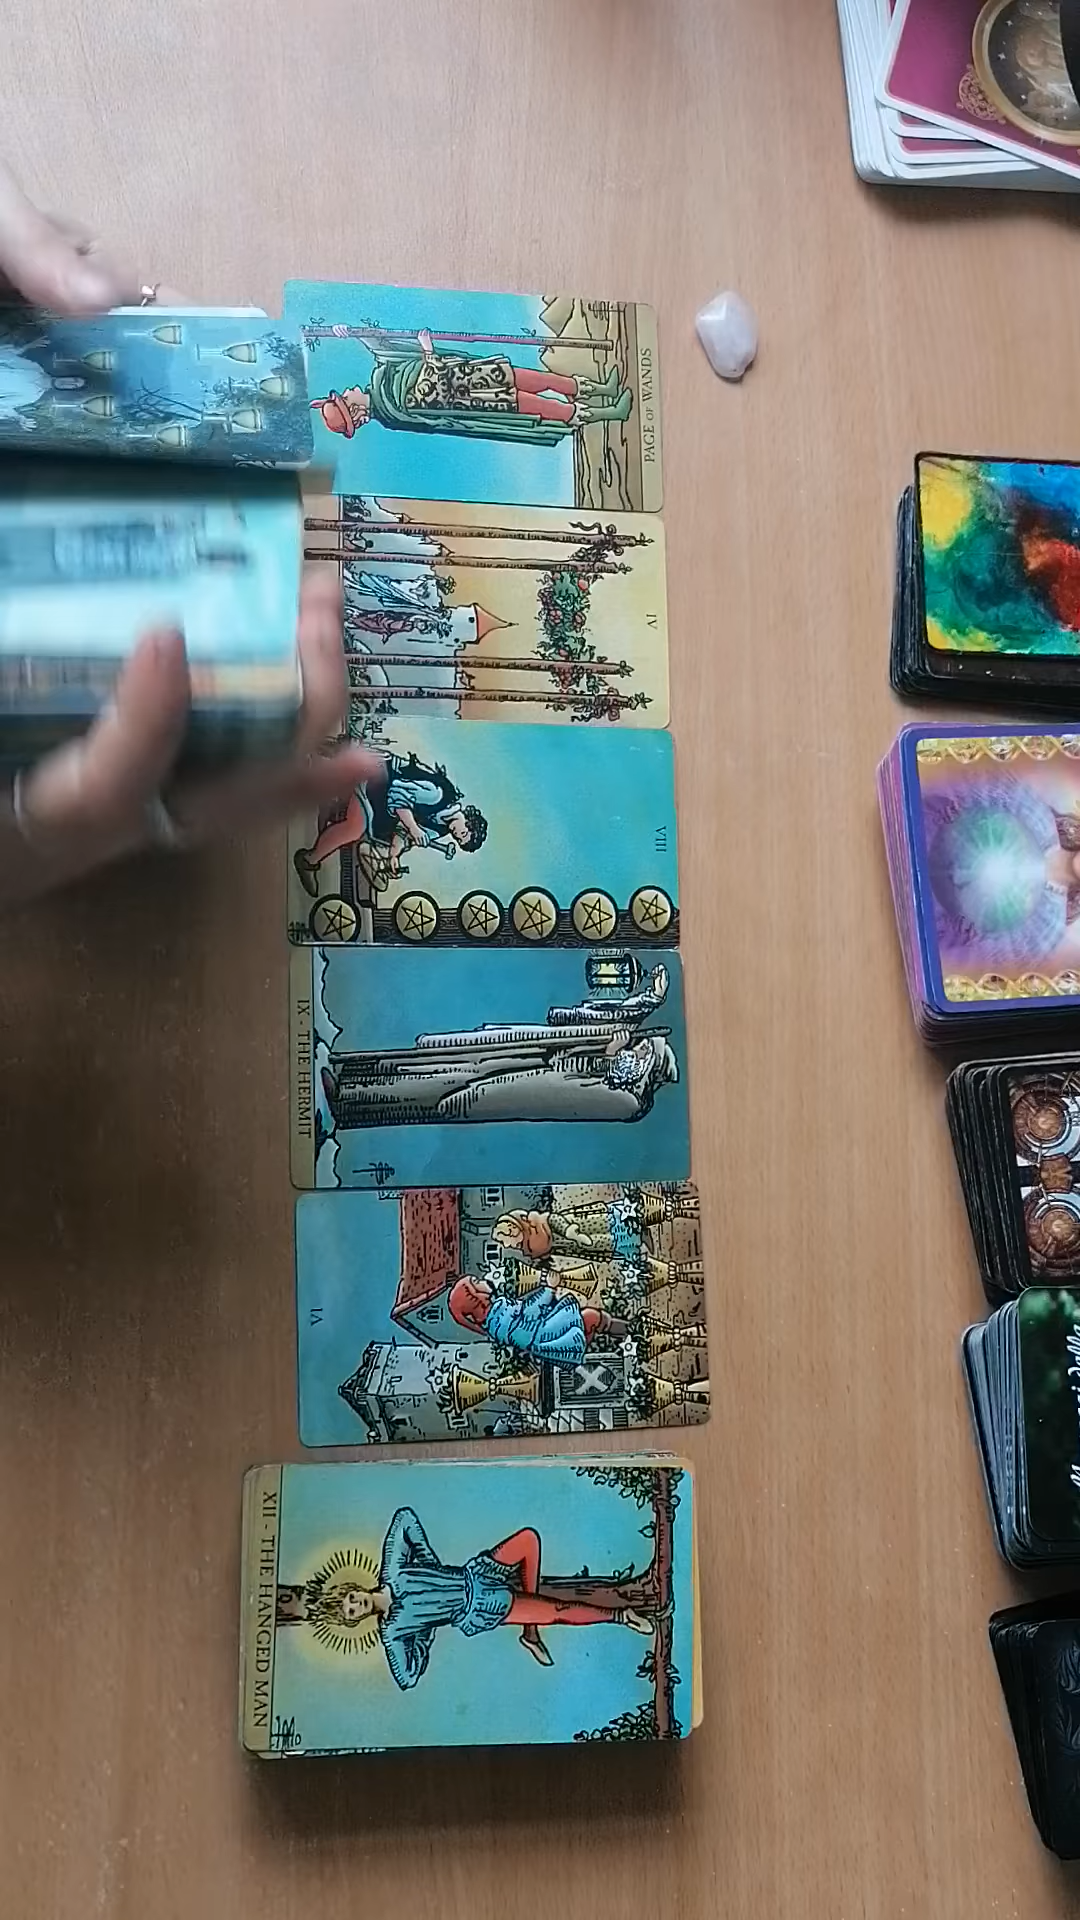 PAGE OF WANDS
IV
VIII
IX - THE HERMIT
VI
XII - THE HANGED MAN